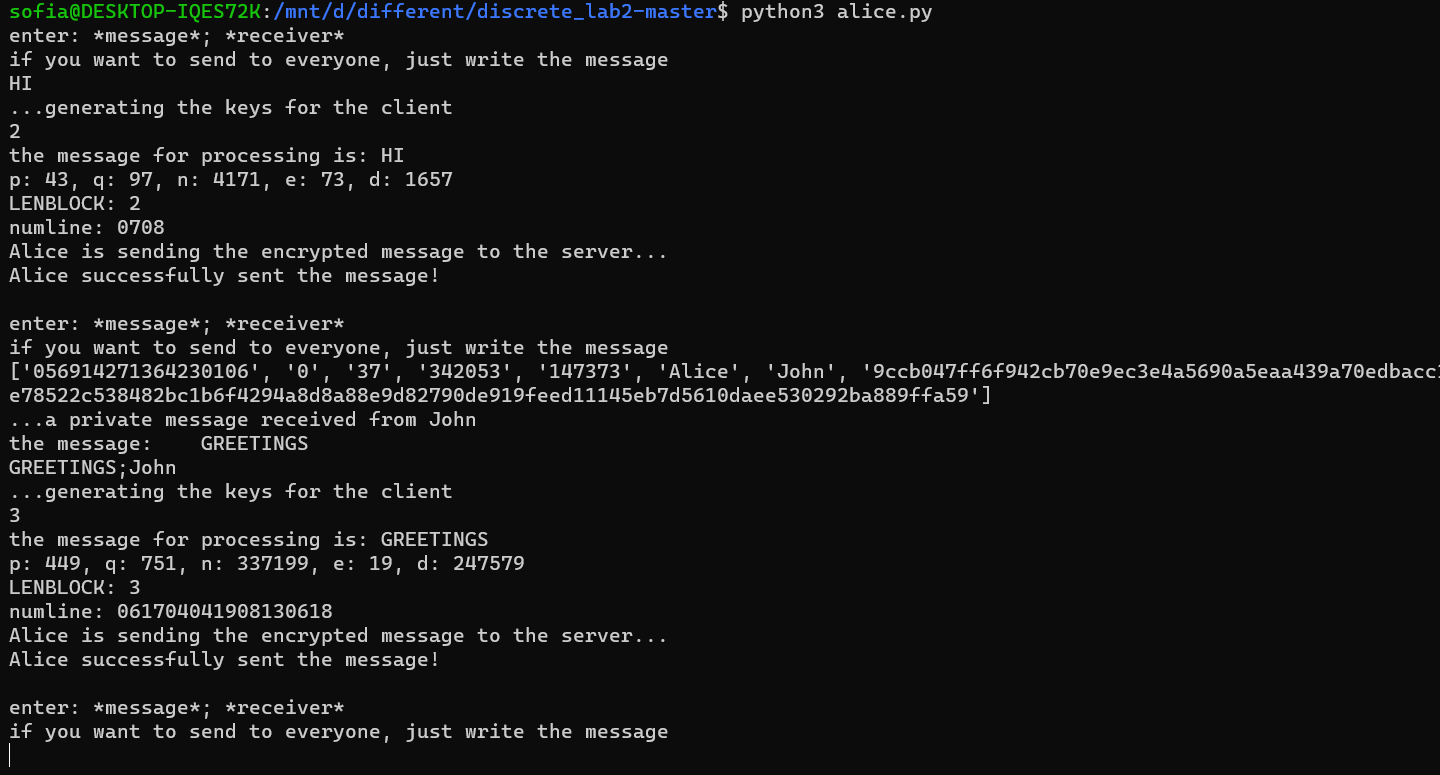 sofia@DESKTOP-IQES72K:/mnt/d/different/discrete_lab2-master$ python3 alice.py
enter: *message*; *receiver*
if you want to send to everyone, just write the message
HI
...generating the keys for the client
2
the message for processing is: HI
p: 43, q: 97, n: 4171, e: 73, d: 1657
LENBLOCK: 2
numline: 0708
Alice is sending the encrypted message to the server...
Alice successfully sent the message!
enter: *message*; *receiver*
if you want to send to everyone, just write the message
['056914271364230106', '0', '37', '342053', '147373', 'Alice', 'John', '9ccb047ff6f942cb70e9ec3e4a5690a5eaa439a70edbacc
e78522c538482bc1b6f4294a8d8a88e9d82790de919feed11145eb7d5610daee530292ba889ffa59']
...a private message received from John
the message:    GREETINGS
GREETINGS;John
...generating the keys for the client
3
the message for processing is: GREETINGS
p: 449, q: 751, n: 337199, e: 19, d: 247579
LENBLOCK: 3
numline: 061704041908130618
Alice is sending the encrypted message to the server...
Alice successfully sent the message!
enter: *message*; *receiver*
if you want to send to everyone, just write the message